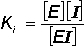 Kᵢ = [E][I] / [EI]